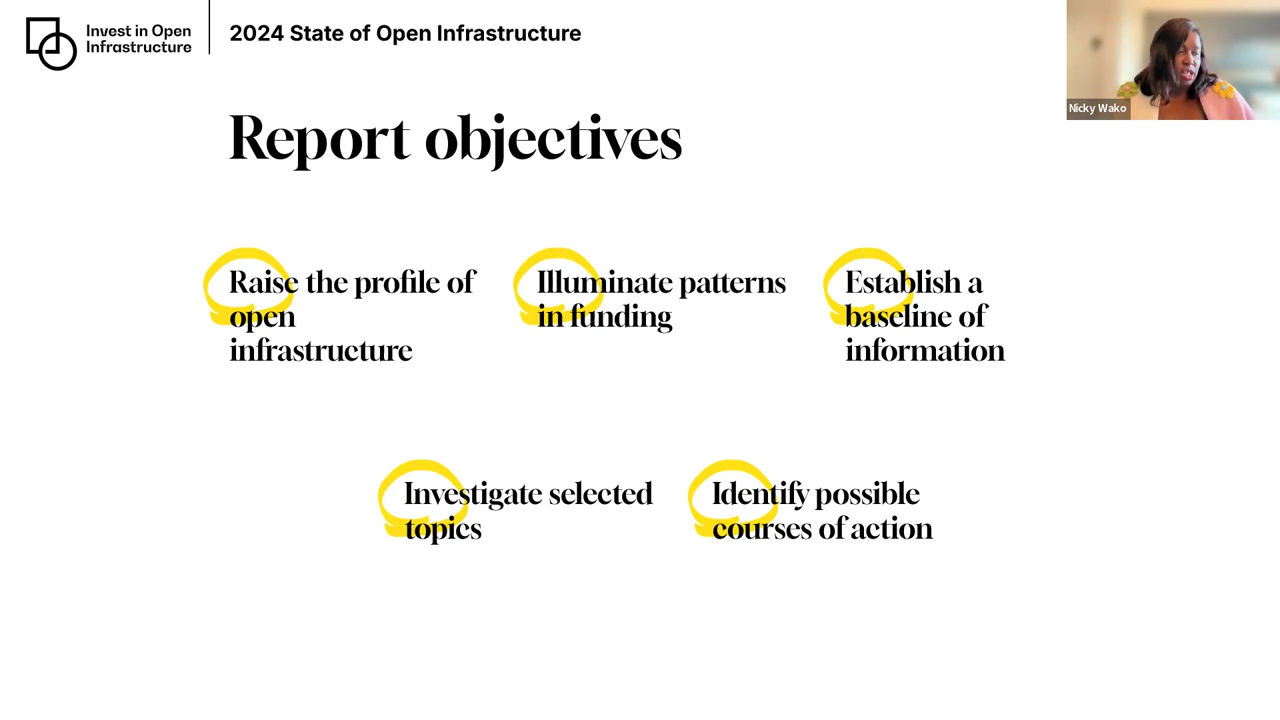 Invest in Open
Infrastructure
2024 State of Open Infrastructure
Nicky Wako
Report objectives
Raise the profile of
open
infrastructure
Illuminate patterns
in funding
Establish a
baseline of
information
Investigate selected
topics
Identify possible
courses of action